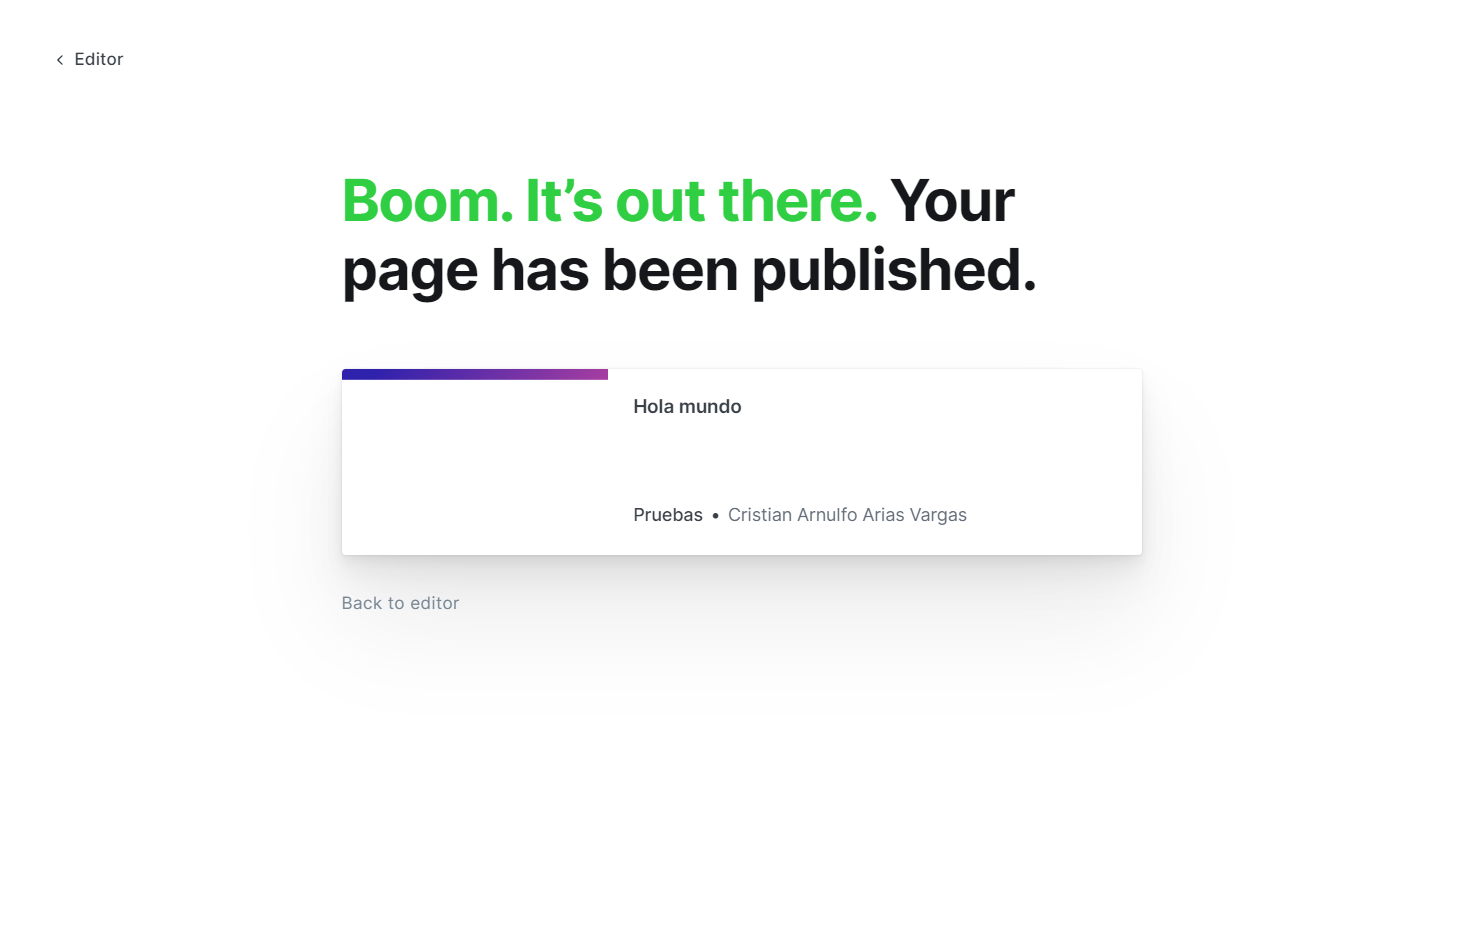 Editor
Boom. It’s out there. Your
page has been published.
Hola mundo
Pruebas • Cristian Arnulfo Arias Vargas
Back to editor